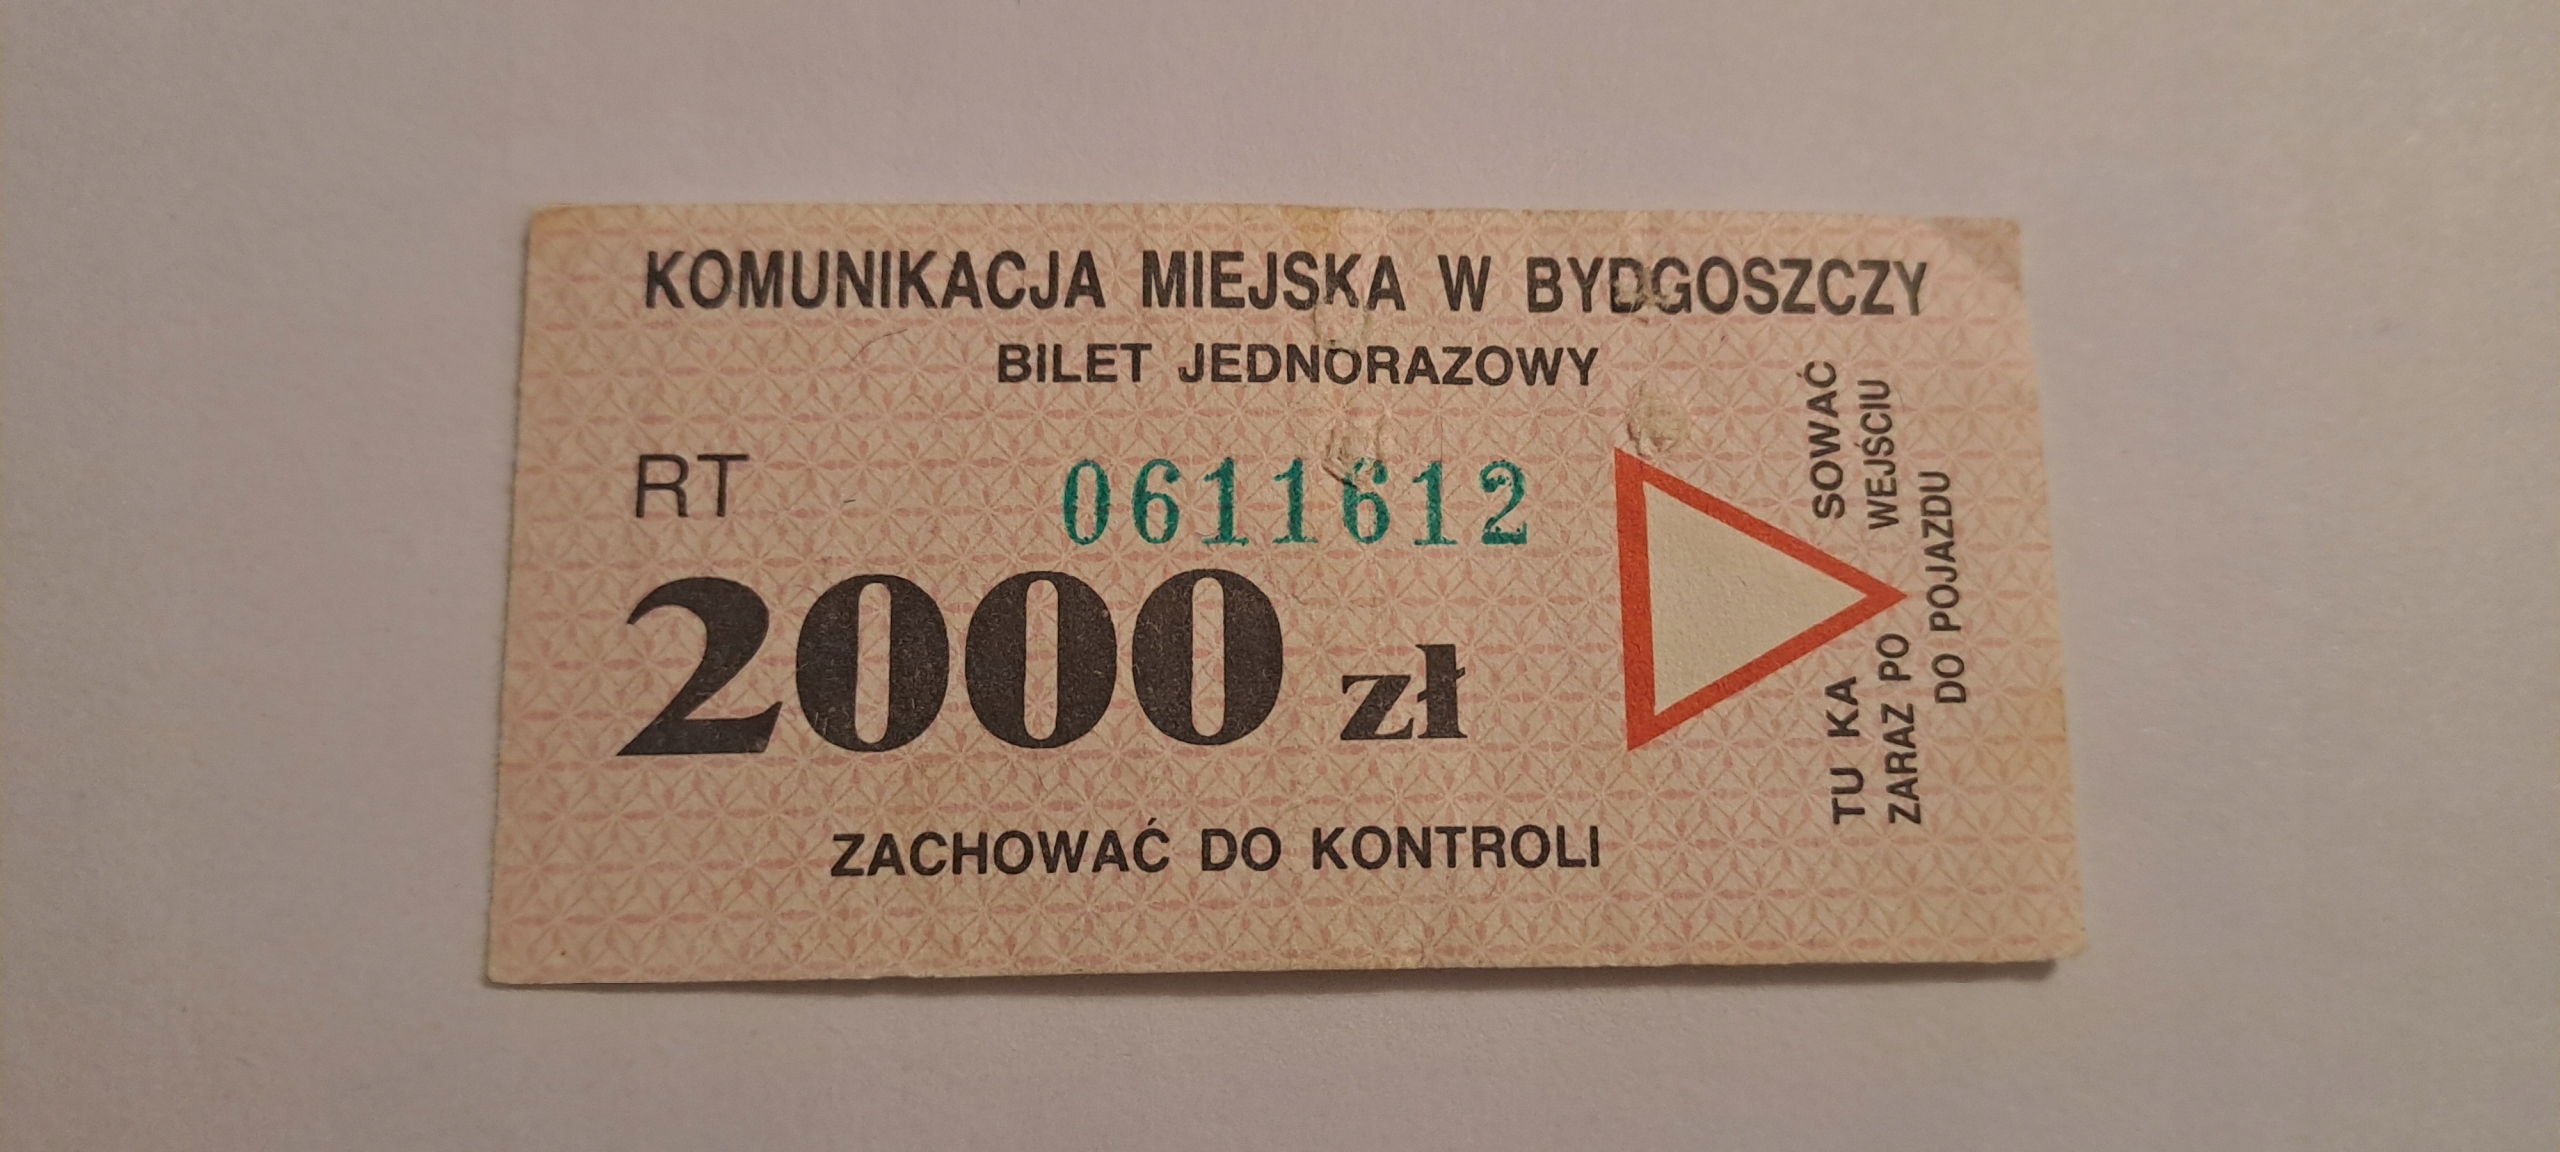 KOMUNIKACJA MIEJSKA W BYDGOSZCZY
BILET JEDNORAZOWY
RT 0611612
2000 zł
ZACHOWAĆ DO KONTROLI
TU KA SOWAĆ
ZARAZ PO WEJŚCIU
DO POJAZDU